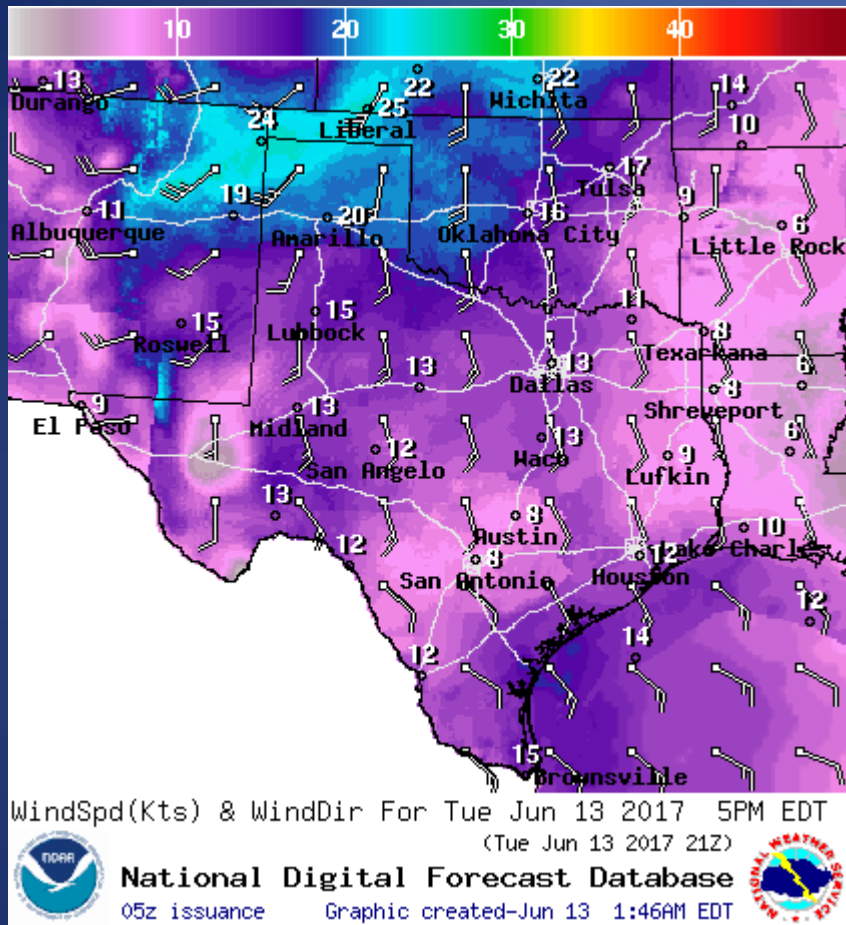 10 20 30 40
13 22 22 14
Durango Wichita
25
Liberal
24 10
17
Tulsa
11 19 20 16 9 6
Albuquerque Amarillo Oklahoma City Little Rock
15 15 11 8
Roswell Lubbock Texarkana
13 13 8 6
Dallas
9 13 Shreveport
El Paso Midland
12 13 9 6
San Angelo Waco Lufkin
13 8 10
Austin
12 8 12 Lake Charles
San Antonio Houston
12
14
12
15
Brownsville
WindSpd(Kts) & WindDir For Tue Jun 13 2017 5PM EDT
(Tue Jun 13 2017 21Z)
NOAA
National Digital Forecast Database
05z issuance Graphic created-Jun 13 1:46AM EDT
NATIONAL WEATHER SERVICE